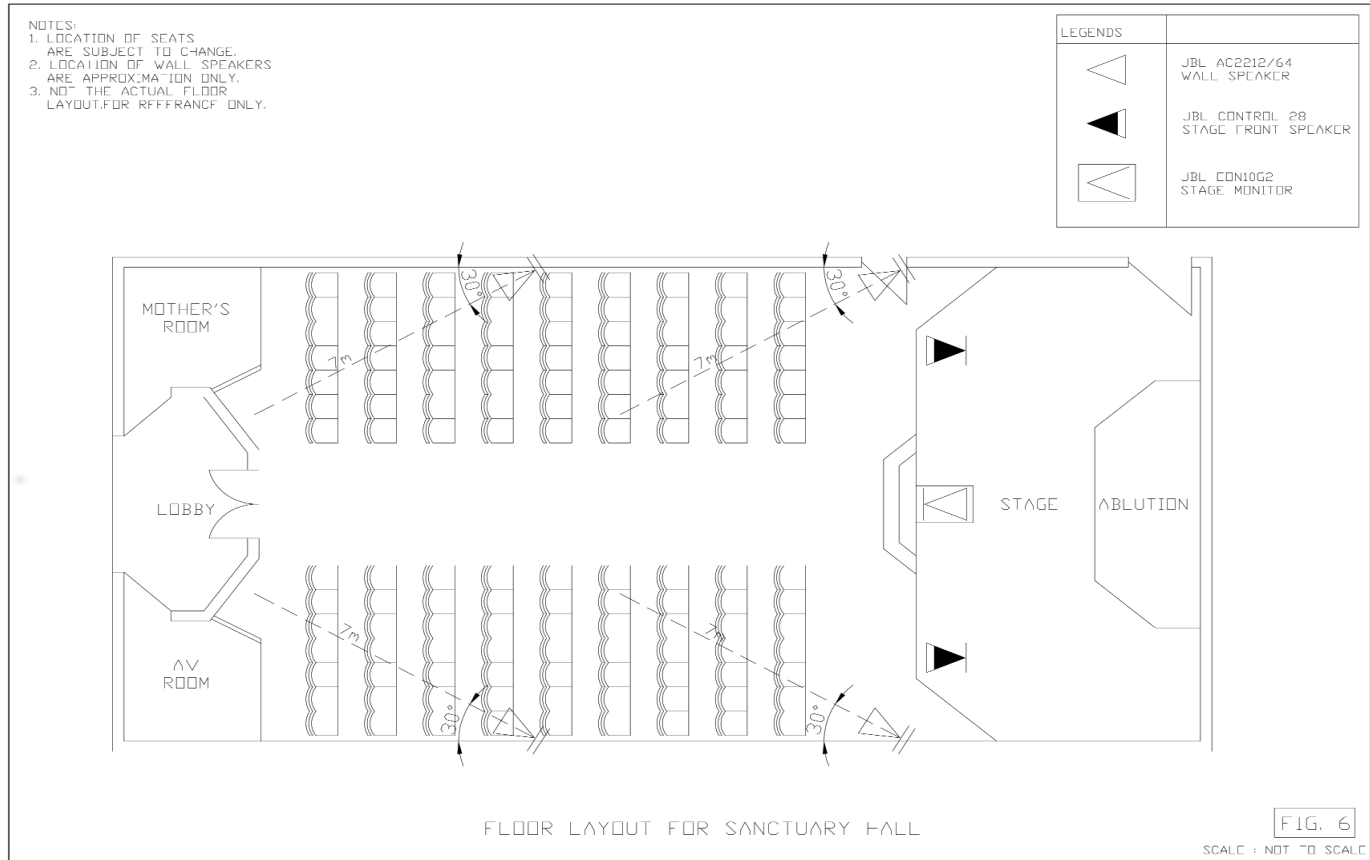 NOTES:
1. LOCATION OF SEATS
ARE SUBJECT TO CHANGE.
2. LOCATION OF WALL SPEAKERS
ARE APPROXIMATION ONLY.
3. NOT THE ACTUAL FLOOR
LAYOUT.FOR REFERANCE ONLY.
LEGENDS
JBL AC2212/64
WALL SPEAKER
JBL CONTROL 28
STAGE FRONT SPEAKER
JBL EON10G2
STAGE MONITOR
30°
30°
MOTHER'S
ROOM
7m
7m
LOBBY
STAGE
ABLUTION
7m
7m
AV
ROOM
30°
30°
FLOOR LAYOUT FOR SANCTUARY HALL
FIG. 6
SCALE : NOT TO SCALE